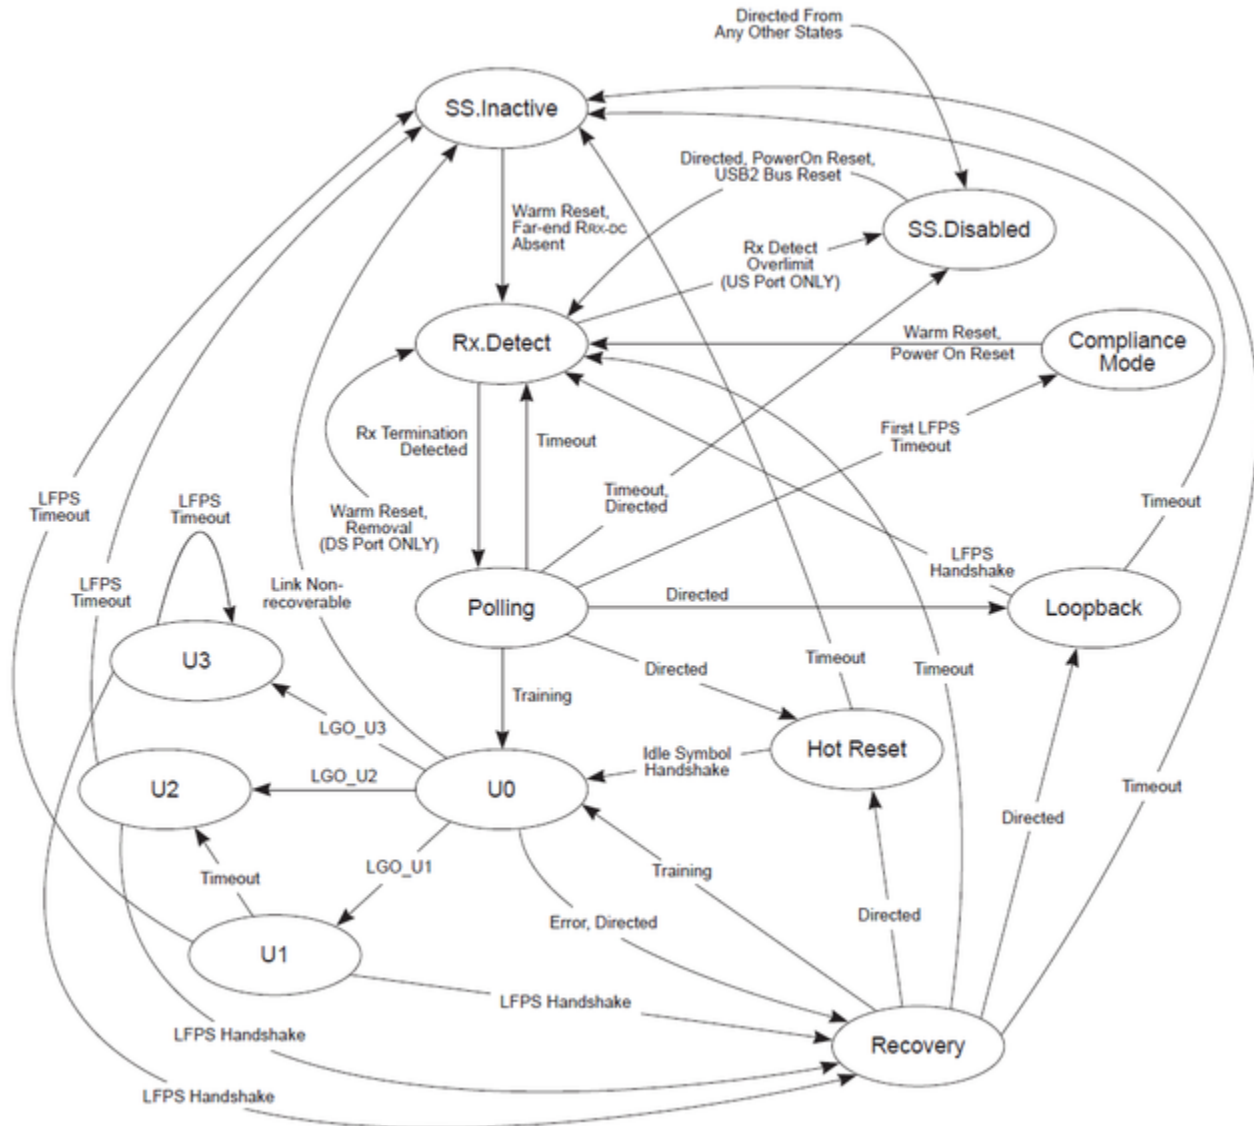 Directed From
Any Other States
SS.Inactive
Directed, PowerOn Reset,
USB2 Bus Reset
Warm Reset,
Far-end RRX-DC
Absent
SS.Disabled
Rx Detect
Overlimit
(US Port ONLY)
Rx.Detect
Warm Reset,
Power On Reset
Compliance
Mode
Rx Termination
Detected
Timeout
First LFPS
Timeout
LFPS
Timeout
LFPS
Timeout
Warm Reset,
Removal
(DS Port ONLY)
Timeout,
Directed
Timeout
LFPS
Timeout
Link Non-
recoverable
LFPS
Handshake
Polling
Directed
Loopback
U3
Directed
Timeout
Timeout
Training
LGO_U3
Idle Symbol
Handshake
Hot Reset
U2
LGO_U2
U0
Timeout
Directed
Timeout
LGO_U1
Training
Error, Directed
Directed
U1
LFPS Handshake
LFPS Handshake
Recovery
LFPS Handshake